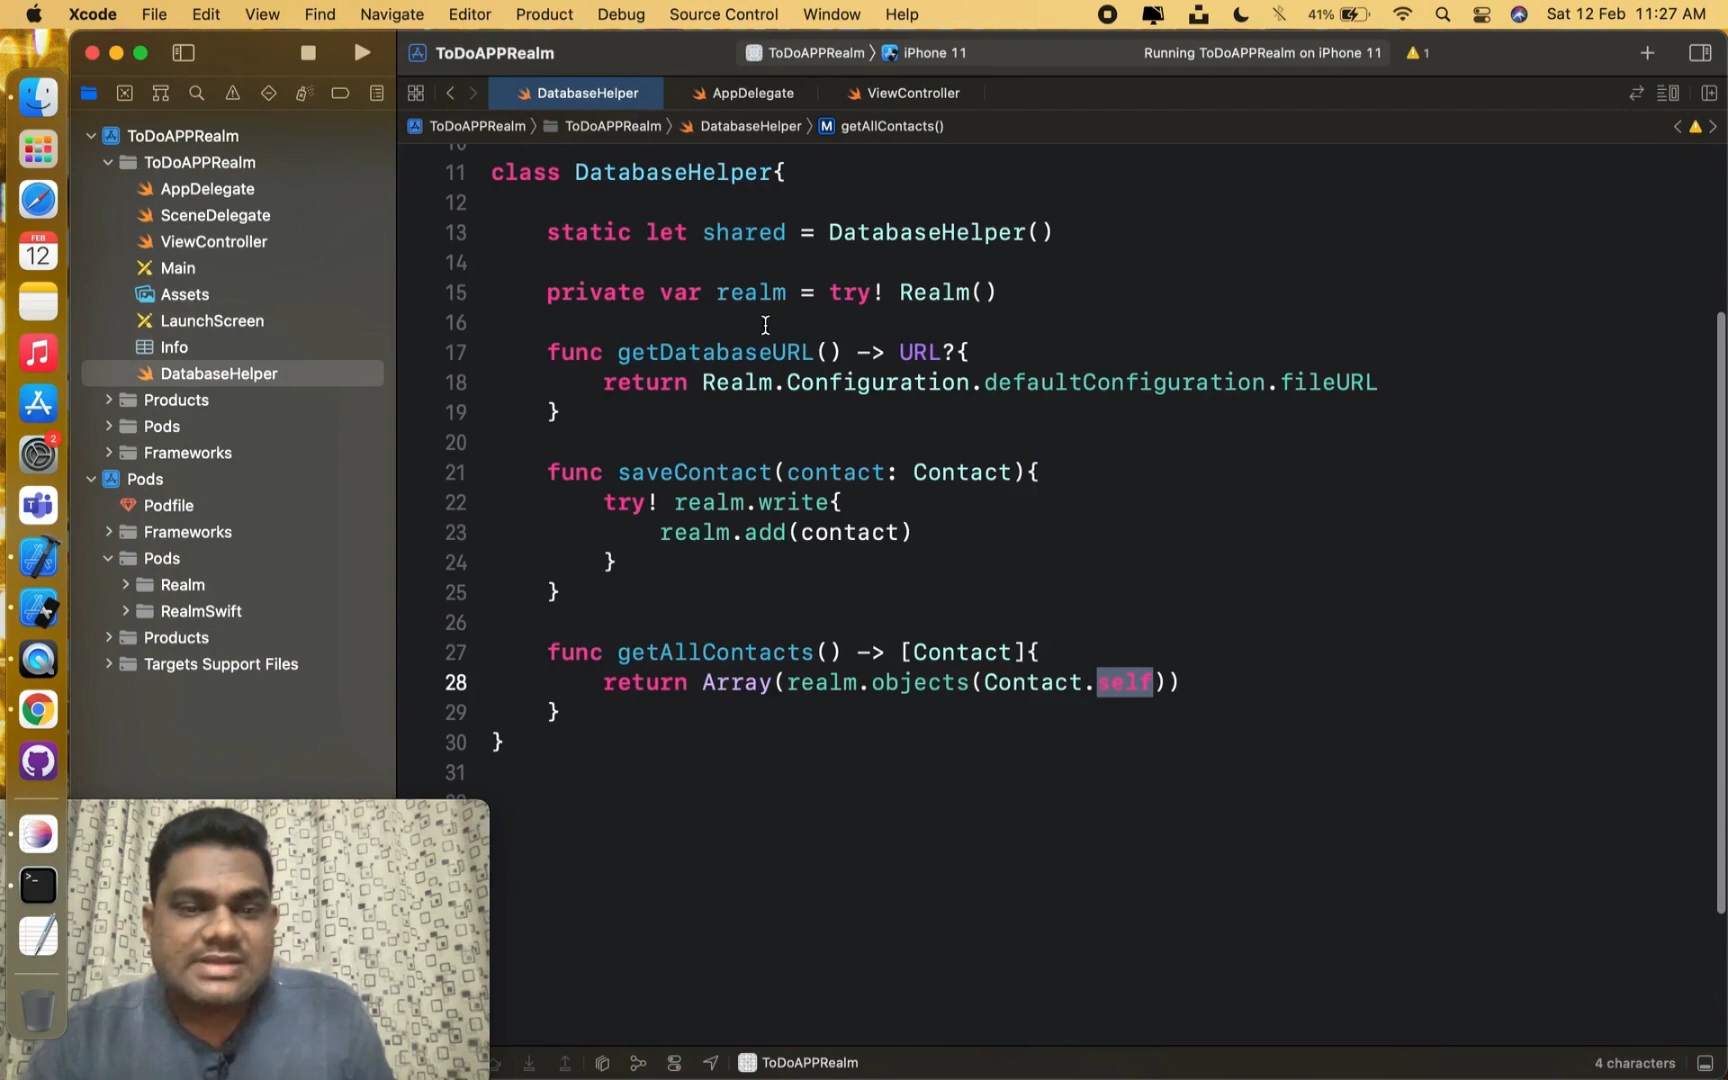 Xcode File Edit View Find Navigate Editor Product Debug Source Control Window Help 41% Sat 12 Feb 11:27 AM
ToDoAPPRealm ToDoAPPRealm iPhone 11 Running ToDoAPPRealm on iPhone 11 1
DatabaseHelper AppDelegate ViewController
ToDoAPPRealm ToDoAPPRealm DatabaseHelper M getAllContacts()
ToDoAPPRealm
ToDoAPPRealm
AppDelegate
SceneDelegate
ViewController
Main
Assets
LaunchScreen
Info
DatabaseHelper
Products
Pods
Frameworks
Pods
Podfile
Frameworks
Pods
Realm
RealmSwift
Products
Targets Support Files
FEB
12
2
10
11 class DatabaseHelper{
12
13 static let shared = DatabaseHelper()
14
15 private var realm = try! Realm()
16
17 func getDatabaseURL() -> URL?{
18 return Realm.Configuration.defaultConfiguration.fileURL
19 }
20
21 func saveContact(contact: Contact){
22 try! realm.write{
23 realm.add(contact)
24 }
25 }
26
27 func getAllContacts() -> [Contact]{
28 return Array(realm.objects(Contact.self))
29 }
30 }
31
ToDoAPPRealm 4 characters